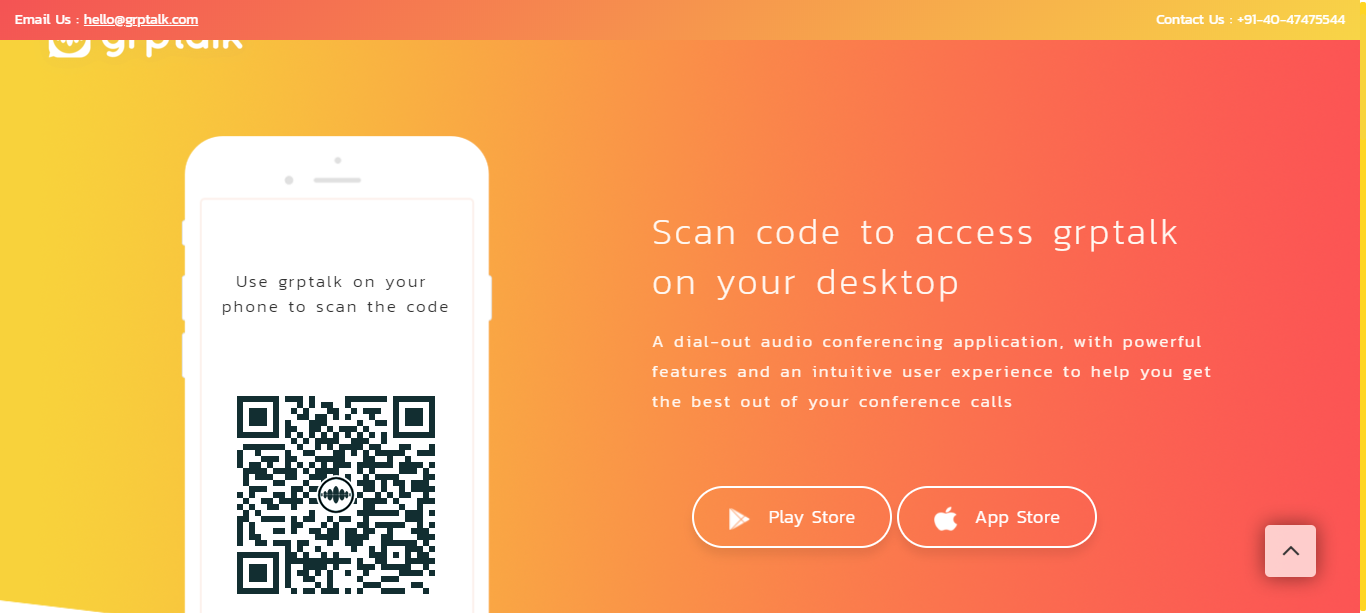 Email Us : hello@grptalk.com
Contact Us : +91-40-47475544
grptalk
Use grptalk on your
phone to scan the code
Scan code to access grptalk
on your desktop
A dial-out audio conferencing application, with powerful
features and an intuitive user experience to help you get
the best out of your conference calls
Play Store
App Store